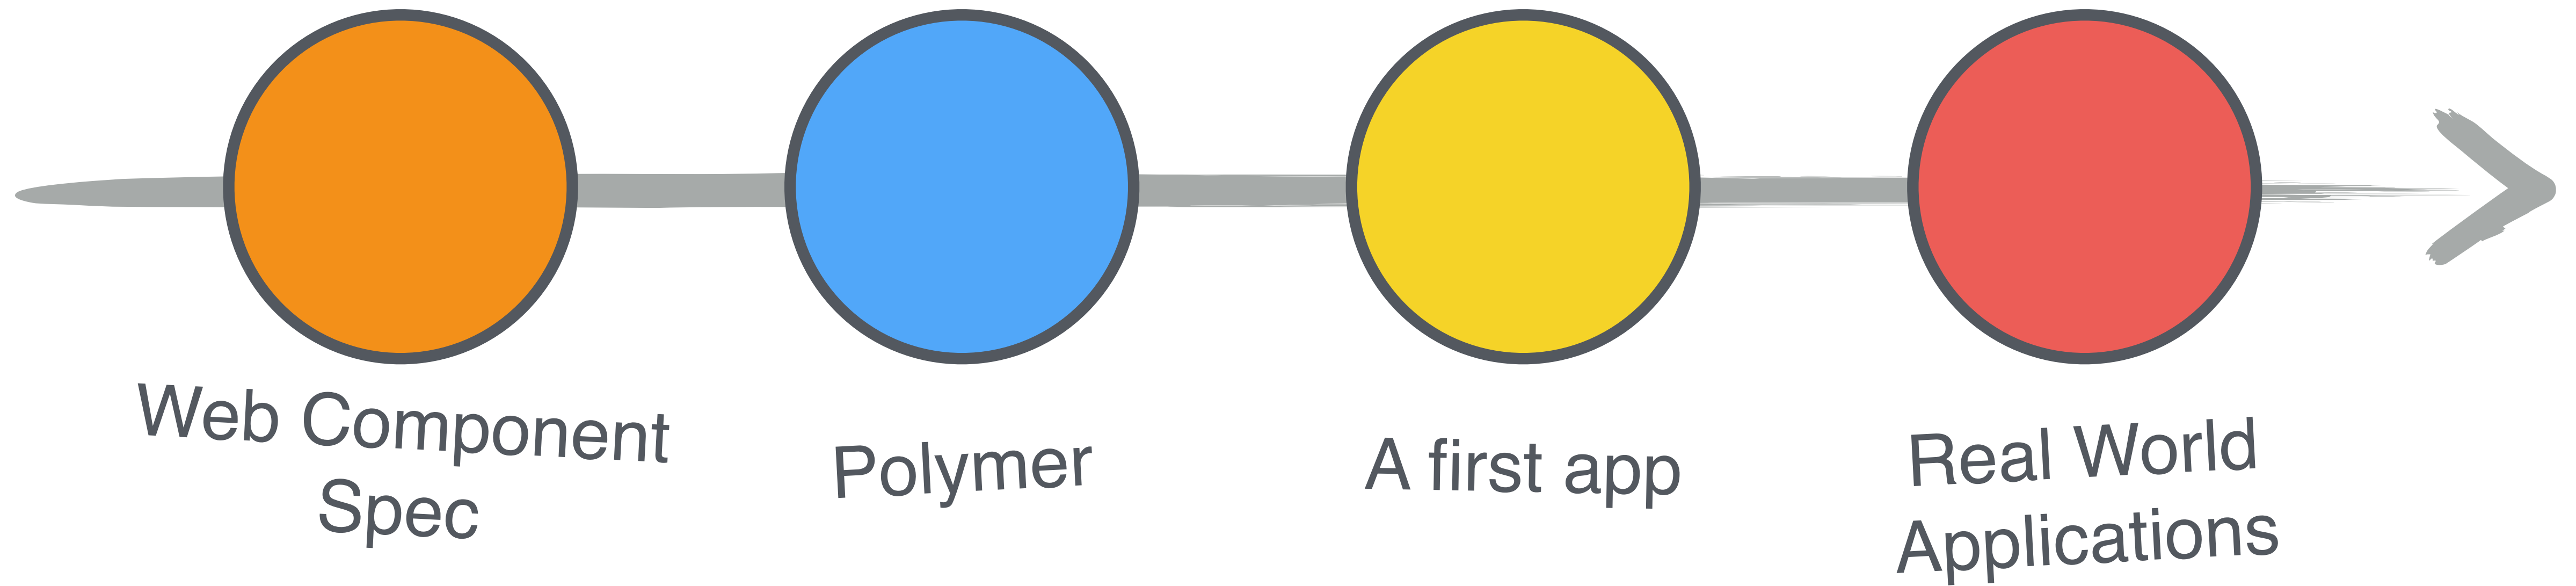 Web Component
Spec
Polymer
A first app
Real World
Applications